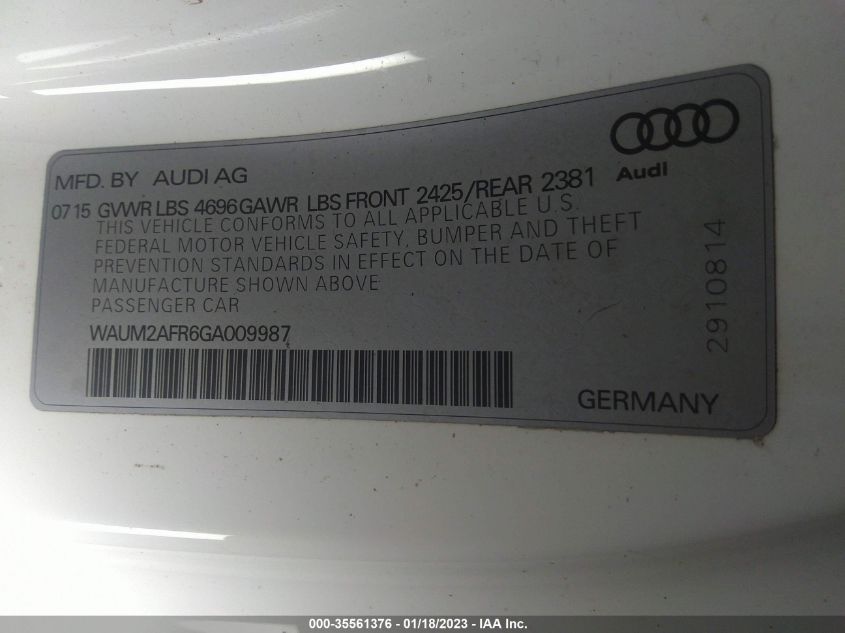 MFD. BY AUDI AG
Audi
0715 GVWR LBS 4696 GAWR LBS FRONT 2425/REAR 2381
THIS VEHICLE CONFORMS TO ALL APPLICABLE U.S.
FEDERAL MOTOR VEHICLE SAFETY, BUMPER AND THEFT
PREVENTION STANDARDS IN EFFECT ON THE DATE OF
MANUFACTURE SHOWN ABOVE
PASSENGER CAR
WAUM2AFR6GA009987
2910814
GERMANY
000-35561376 - 01/18/2023 - IAA Inc.